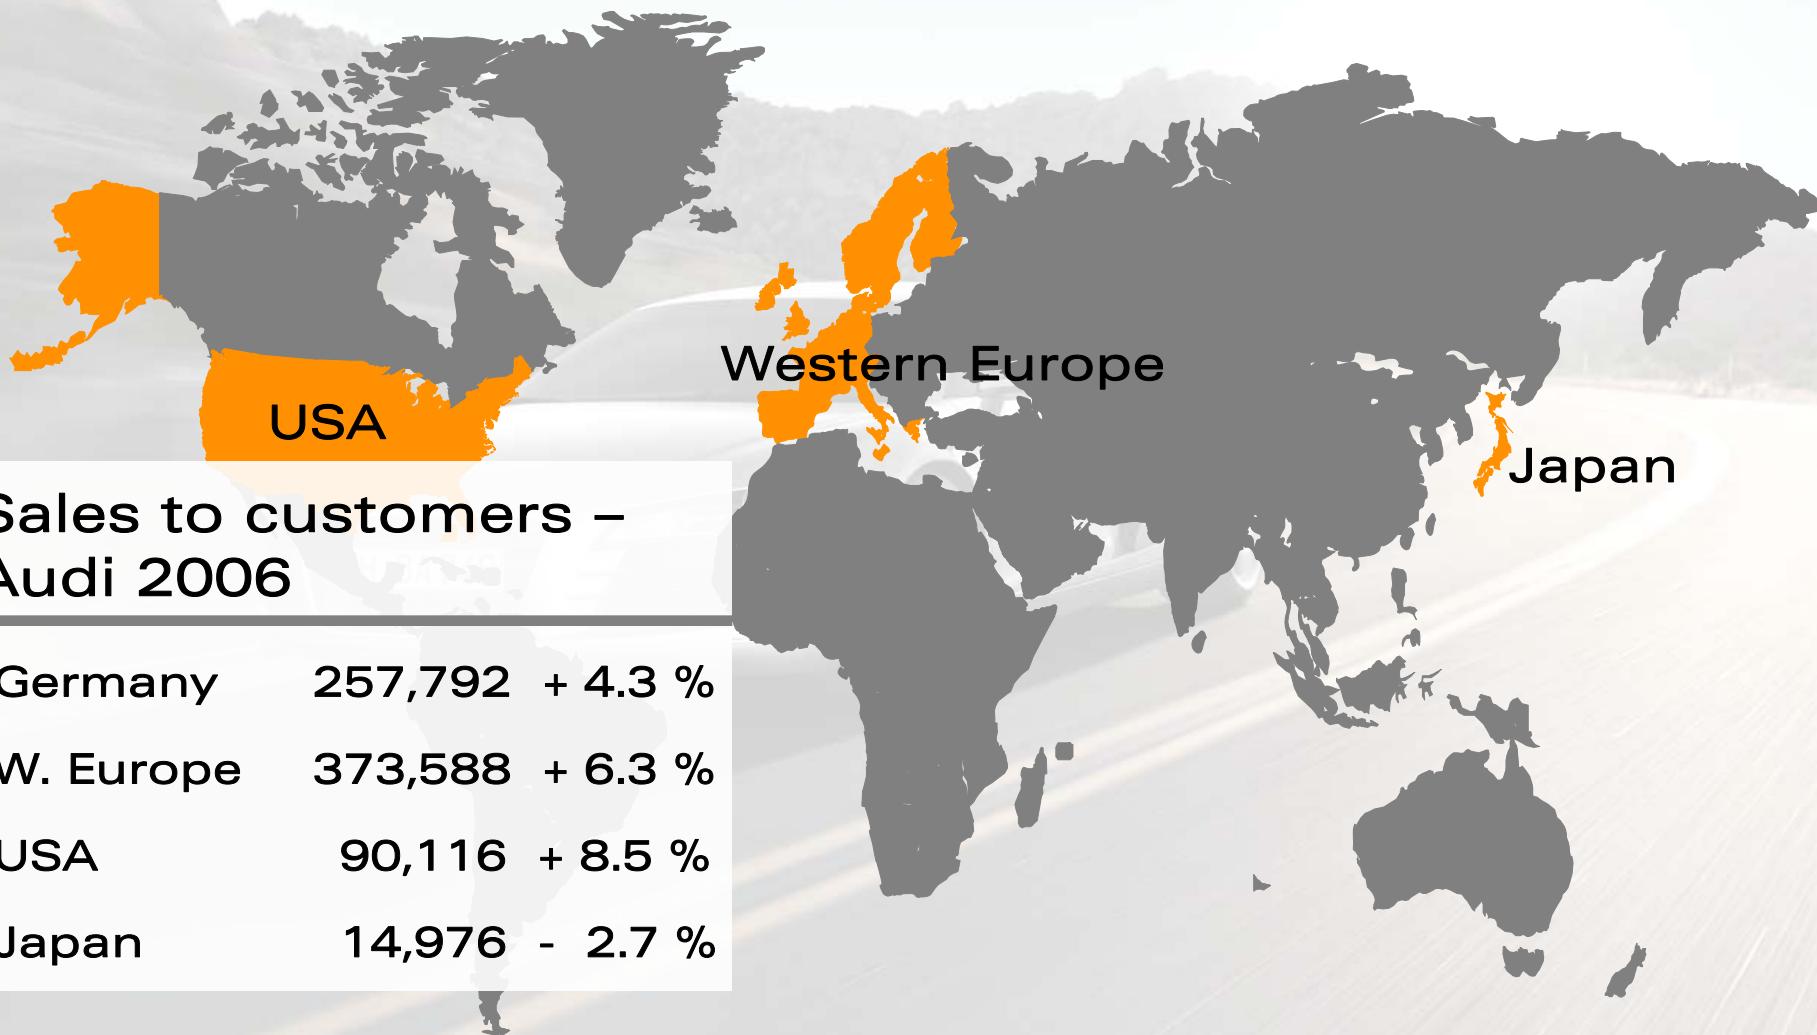 Western Europe
USA
Japan
Sales to customers –
Audi 2006
Germany 257,792 + 4.3 %
W. Europe 373,588 + 6.3 %
USA 90,116 + 8.5 %
Japan 14,976 - 2.7 %